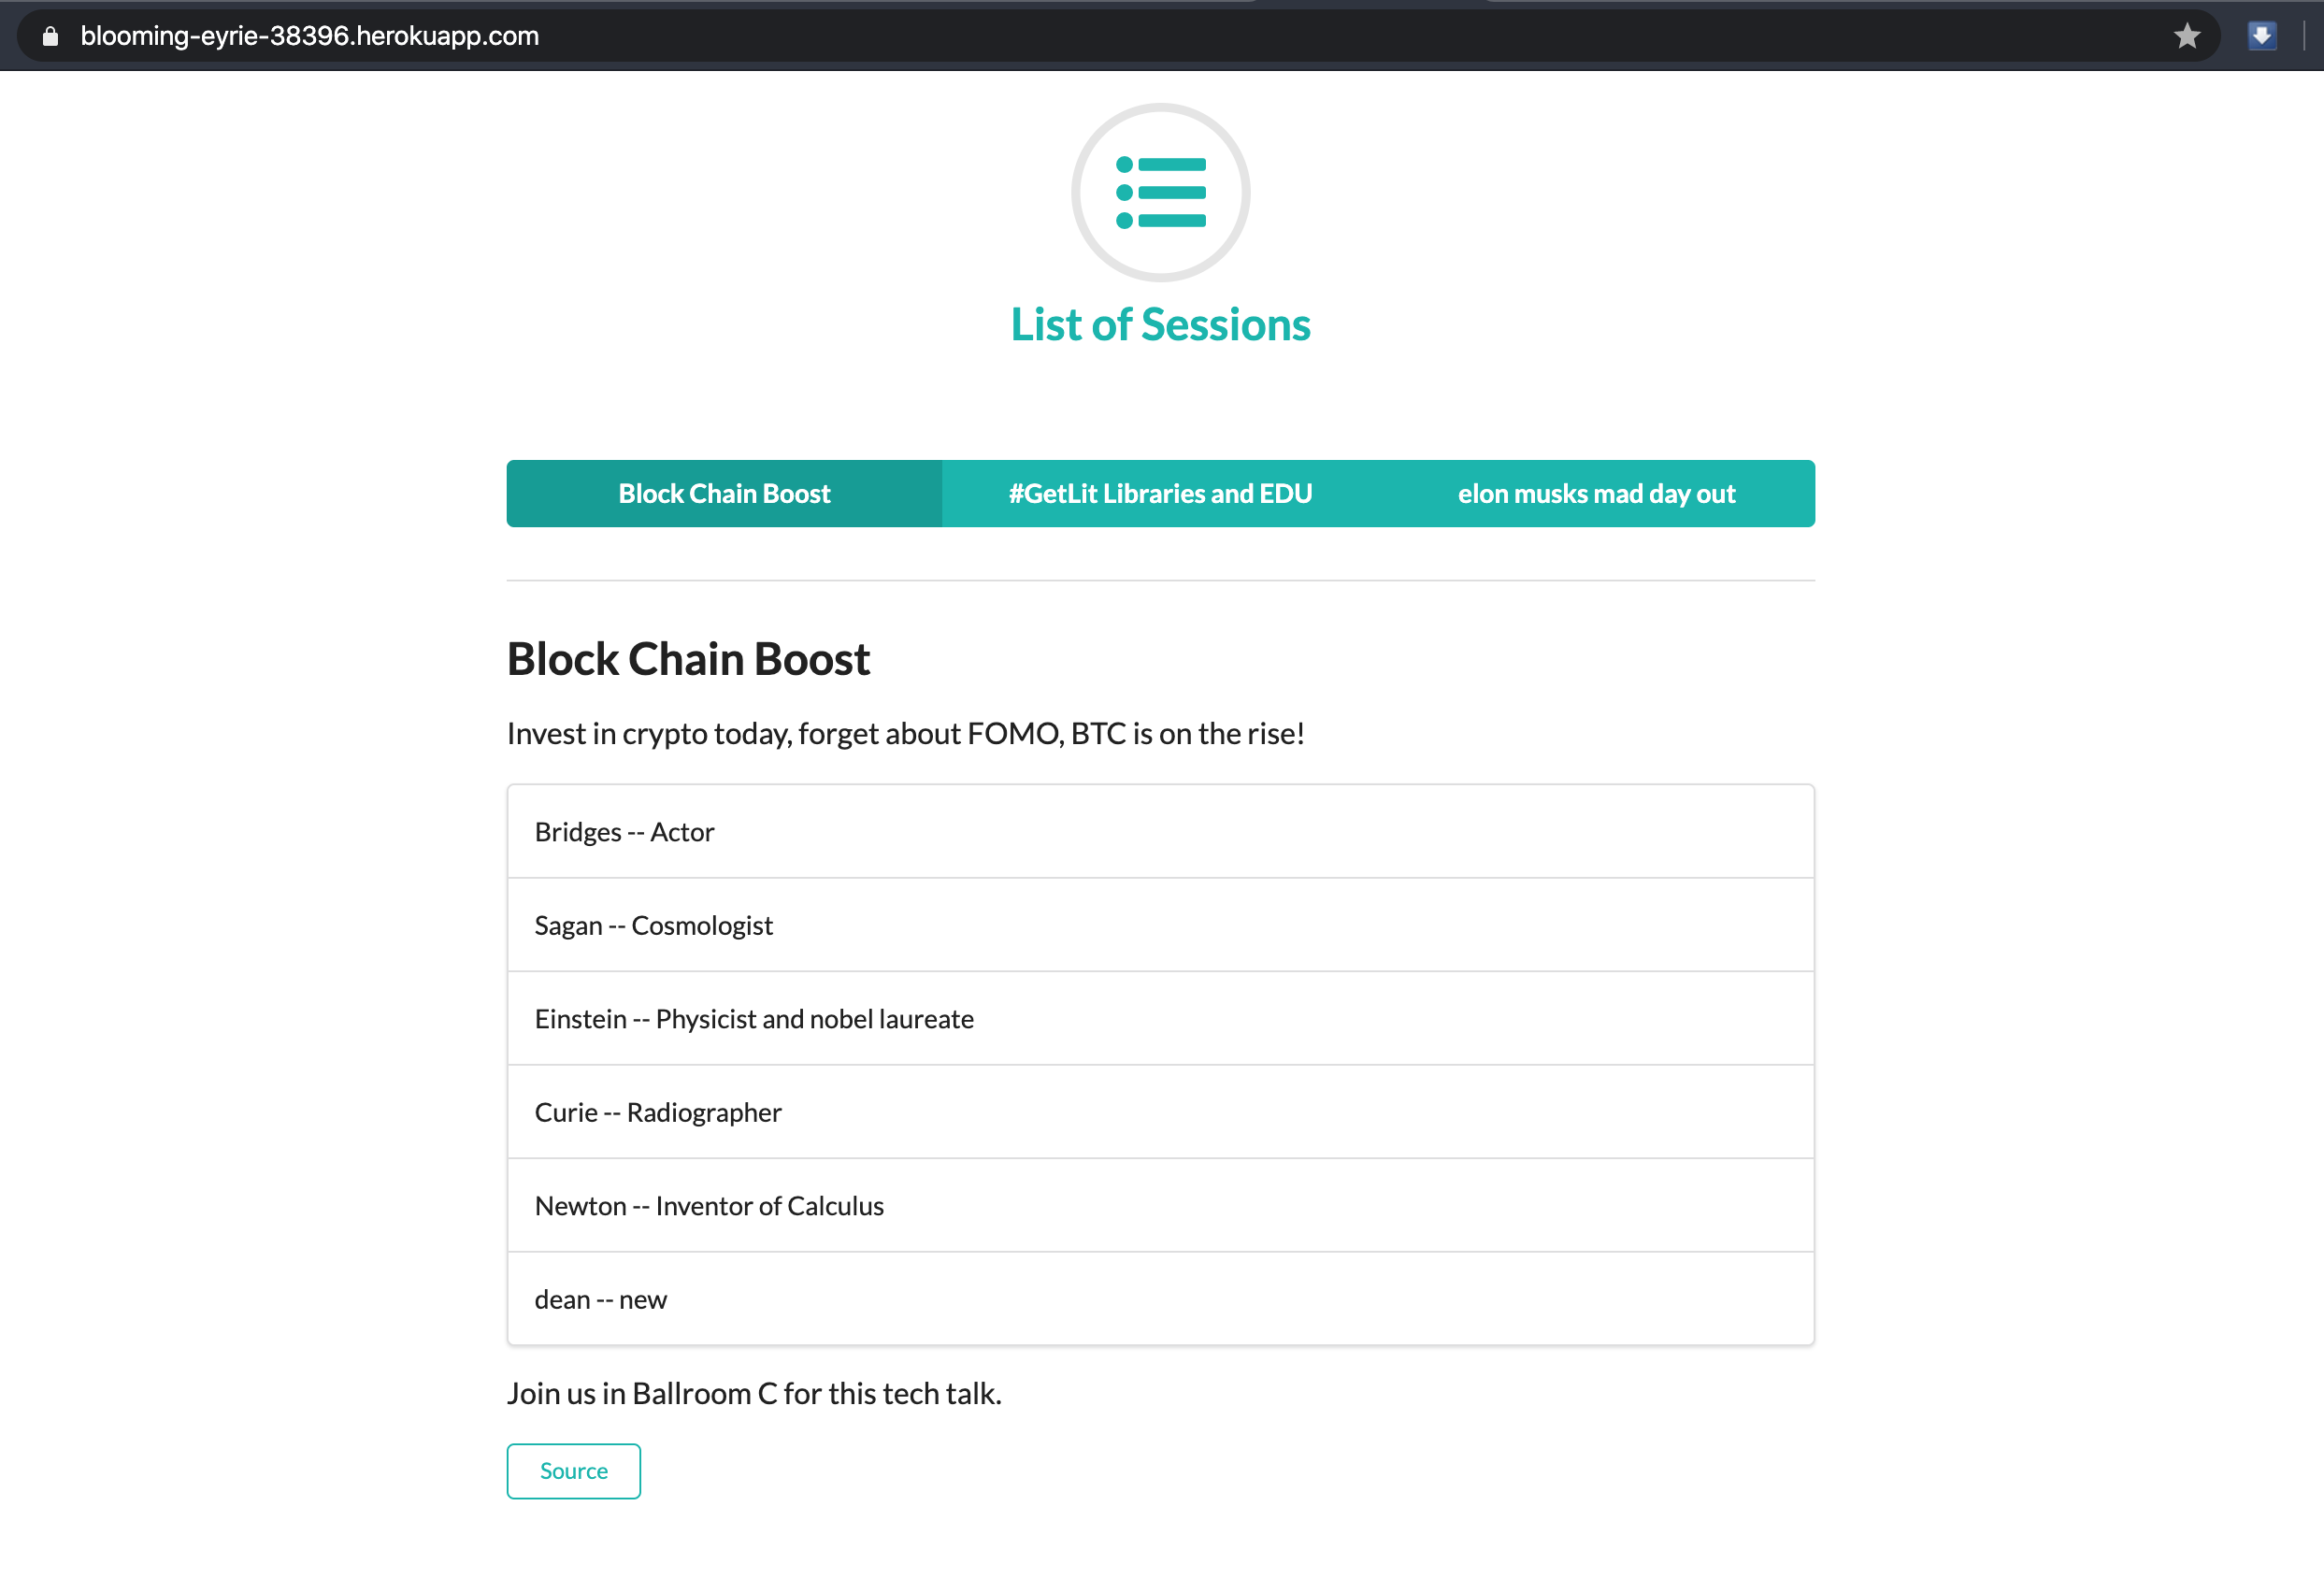 blooming-eyrie-38396.herokuapp.com
List of Sessions
Block Chain Boost
#GetLit Libraries and EDU
elon musks mad day out
Block Chain Boost
Invest in crypto today, forget about FOMO, BTC is on the rise!
Bridges -- Actor
Sagan -- Cosmologist
Einstein -- Physicist and nobel laureate
Curie -- Radiographer
Newton -- Inventor of Calculus
dean -- new
Join us in Ballroom C for this tech talk.
Source